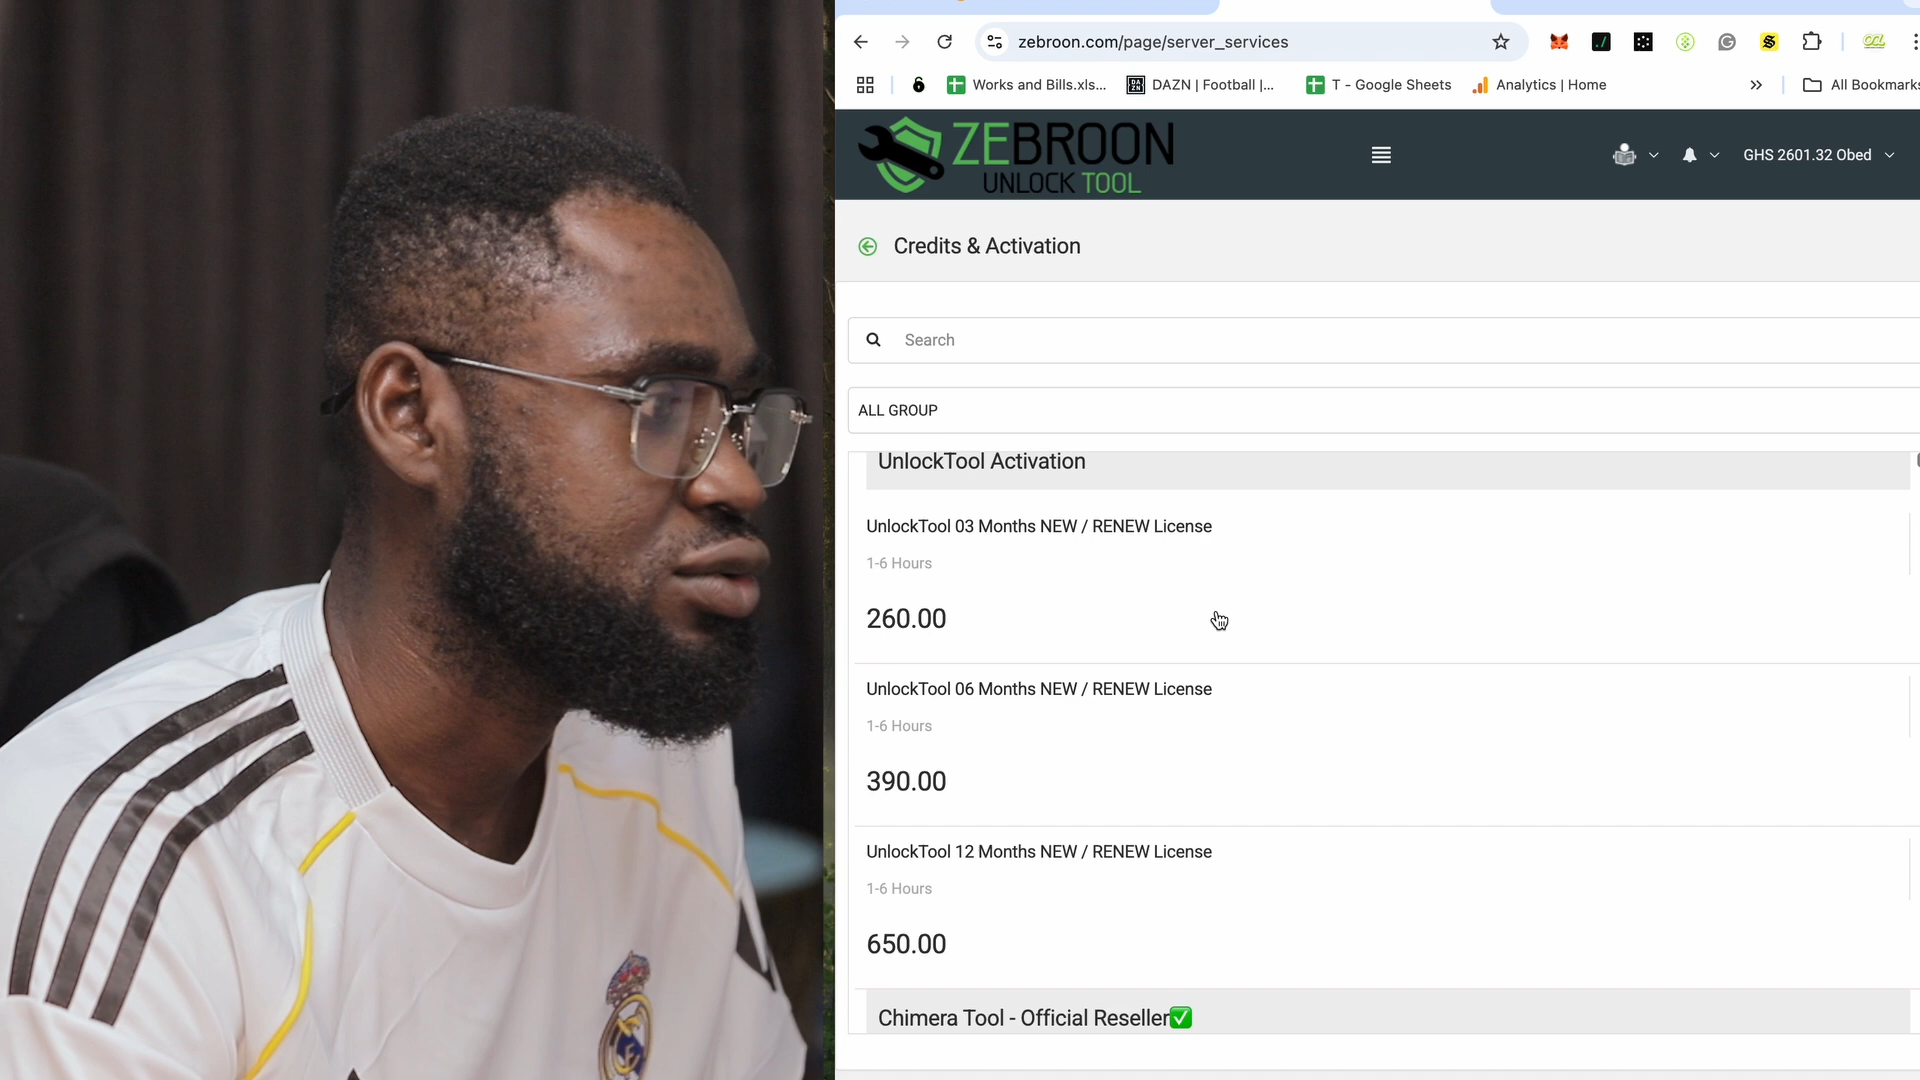 zebroon.com/page/server_services
Works and Bills.xls...
DAZN | Football |...
T - Google Sheets
Analytics | Home
All Bookmarks
ZEBROON
UNLOCK TOOL
GHS 2601.32 Obed
Credits & Activation
Search
ALL GROUP
UnlockTool Activation
UnlockTool 03 Months NEW / RENEW License
1-6 Hours
260.00
UnlockTool 06 Months NEW / RENEW License
1-6 Hours
390.00
UnlockTool 12 Months NEW / RENEW License
1-6 Hours
650.00
Chimera Tool - Official Reseller✅